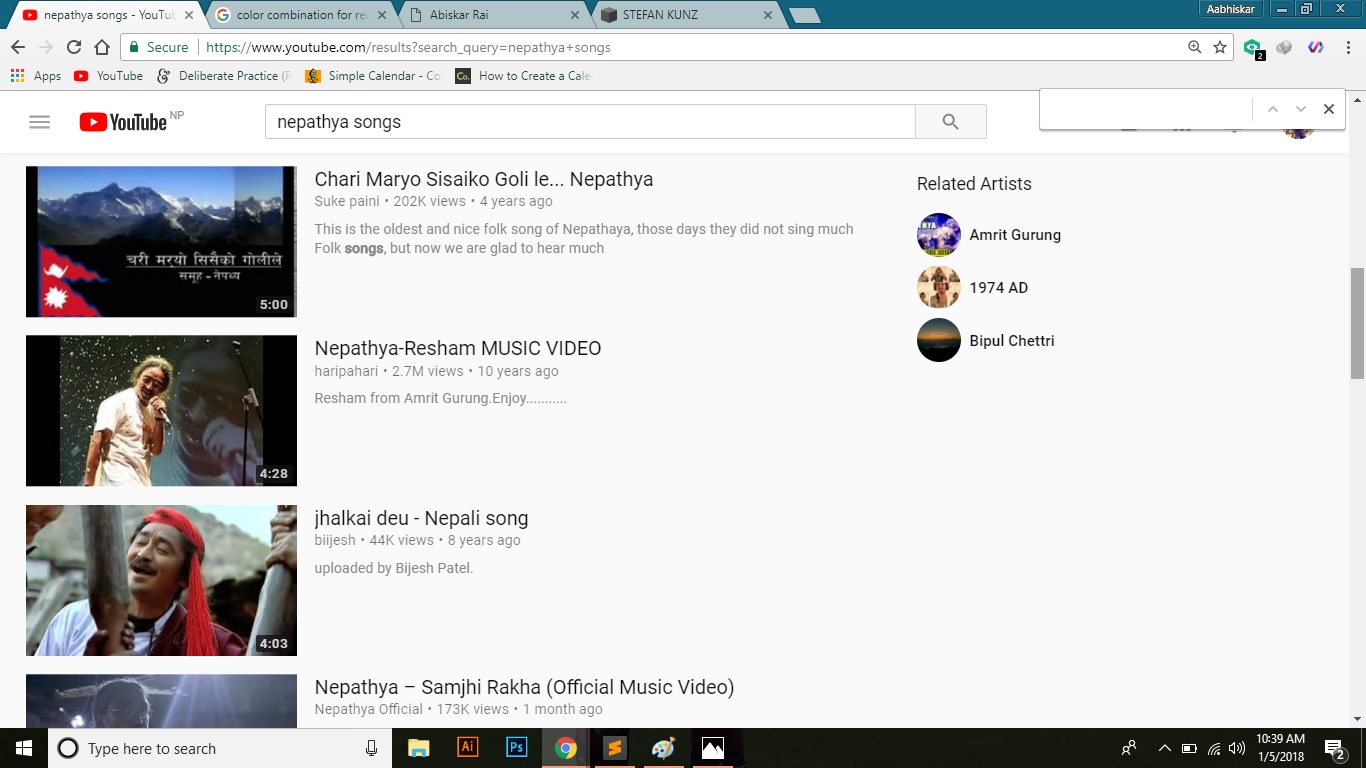 nepathya songs - YouTu
color combination for re
Abiskar Rai
STEFAN KUNZ
Aabhiskar
Secure
https://www.youtube.com/results?search_query=nepathya+songs
2
Apps
YouTube
Deliberate Practice (P
Simple Calendar - Co
Co.
How to Create a Cale
YouTube NP
nepathya songs
चरी मर्‍यो सिसैको गोलीले
समूह - नेपथ्य
5:00
Chari Maryo Sisaiko Goli le... Nepathya
Suke paini • 202K views • 4 years ago
This is the oldest and nice folk song of Nepathaya, those days they did not sing much
Folk songs, but now we are glad to hear much
Related Artists
Amrit Gurung
1974 AD
Bipul Chettri
4:28
Nepathya-Resham MUSIC VIDEO
haripahari • 2.7M views • 10 years ago
Resham from Amrit Gurung.Enjoy...........
4:03
jhalkai deu - Nepali song
biijesh • 44K views • 8 years ago
uploaded by Bijesh Patel.
Nepathya – Samjhi Rakha (Official Music Video)
Nepathya Official • 173K views • 1 month ago
Type here to search
Ai
Ps
10:39 AM
1/5/2018
2